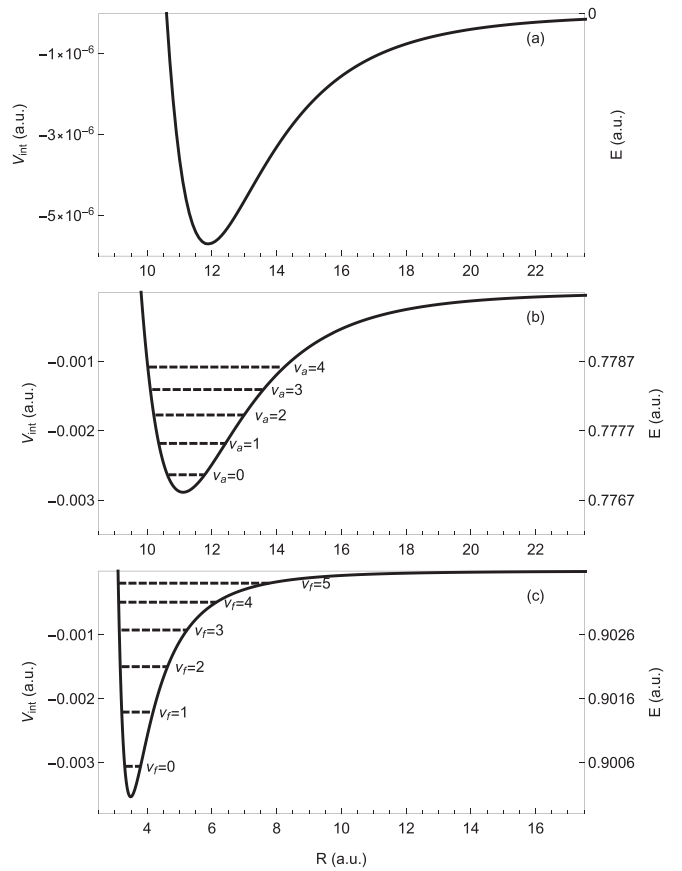 0
(a)
−1×10⁻⁶
−3×10⁻⁶
−5×10⁻⁶
V_int (a.u.)
E (a.u.)
10 12 14 16 18 20 22
(b)
−0.001
−0.002
−0.003
V_int (a.u.)
v_a=4
v_a=3
v_a=2
v_a=1
v_a=0
0.7787
0.7777
0.7767
E (a.u.)
10 12 14 16 18 20 22
(c)
−0.001
−0.002
−0.003
V_int (a.u.)
v_f=5
v_f=4
v_f=3
v_f=2
v_f=1
v_f=0
0.9026
0.9016
0.9006
E (a.u.)
4 6 8 10 12 14 16
R (a.u.)